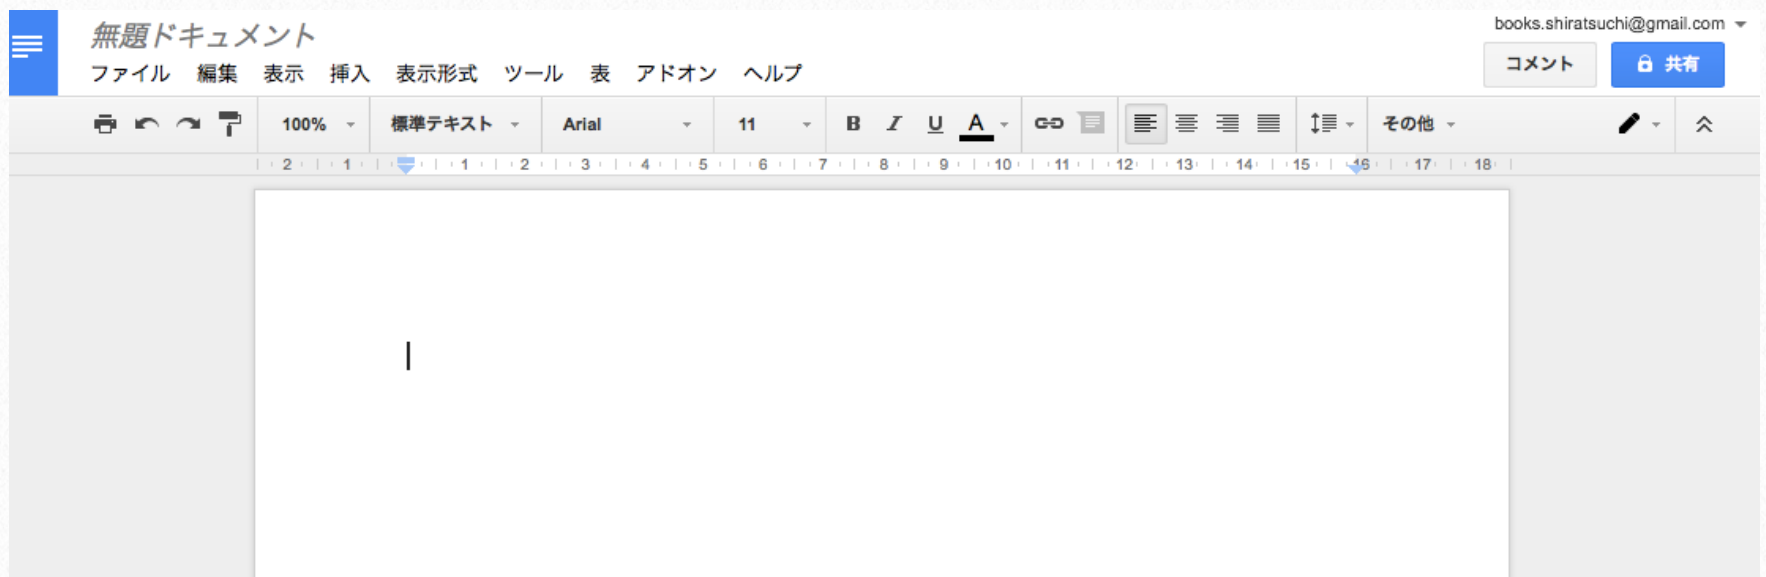 無題ドキュメント
books.shiratsuchi@gmail.com
ファイル 編集 表示 挿入 表示形式 ツール 表 アドオン ヘルプ
コメント 共有
100% 標準テキスト Arial 11 B I U A その他
2 1 1 2 3 4 5 6 7 8 9 10 11 12 13 14 15 16 17 18